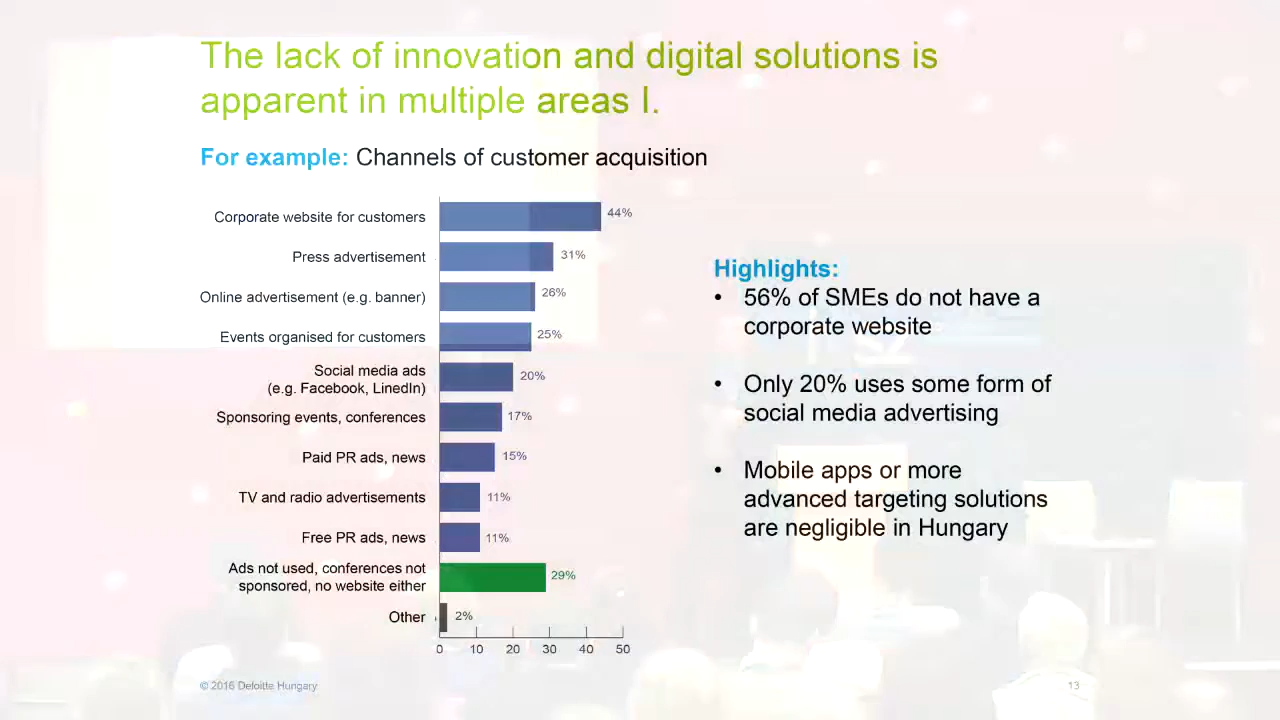 The lack of innovation and digital solutions is
apparent in multiple areas I.
For example: Channels of customer acquisition
Corporate website for customers 44%
Press advertisement 31%
Online advertisement (e.g. banner) 26%
Events organised for customers 25%
Social media ads
(e.g. Facebook, LinedIn) 20%
Sponsoring events, conferences 17%
Paid PR ads, news 15%
TV and radio advertisements 11%
Free PR ads, news 11%
Ads not used, conferences not
sponsored, no website either 29%
Other 2%
0 10 20 30 40 50
Highlights:
• 56% of SMEs do not have a
corporate website
• Only 20% uses some form of
social media advertising
• Mobile apps or more
advanced targeting solutions
are negligible in Hungary
© 2016 Deloitte Hungary
13